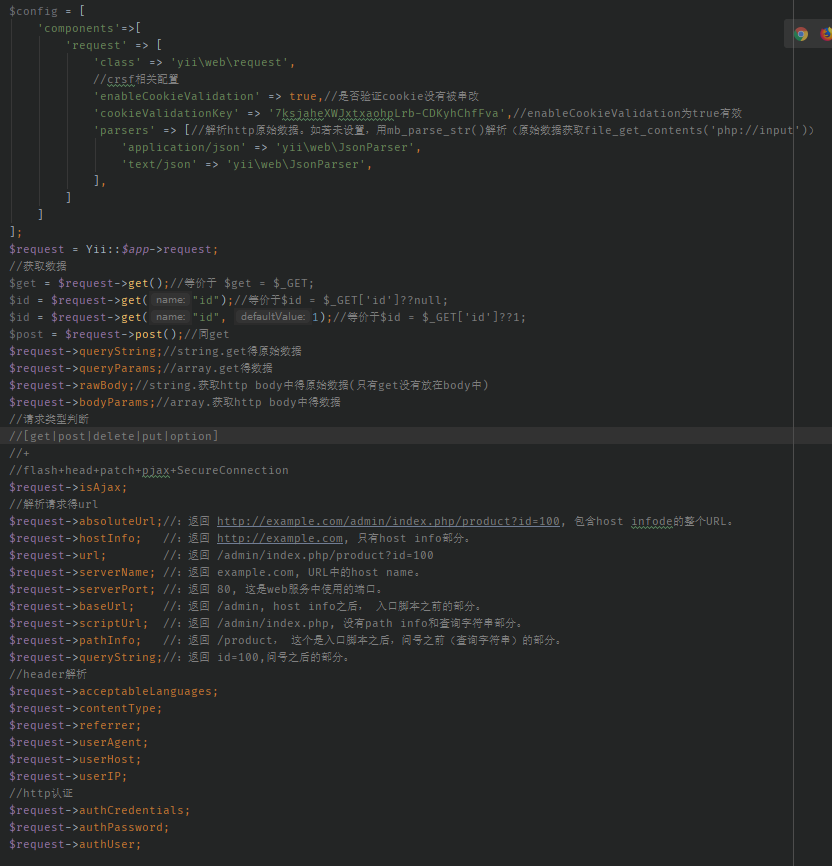 $config = [
'components'=>[
'request' => [
'class' => 'yii\web\request',
//crsf相关配置
'enableCookieValidation' => true,//是否验证cookie没有被串改
'cookieValidationKey' => '7ksjaheXWJxtxaohpLrb-CDKyhChfFva',//enableCookieValidation为true有效
'parsers' => [//解析http原始数据。如若未设置，用mb_parse_str()解析（原始数据获取file_get_contents('php://input')）
'application/json' => 'yii\web\JsonParser',
'text/json' => 'yii\web\JsonParser',
],
]
]
];
$request = Yii::$app->request;
//获取数据
$get = $request->get();//等价于 $get = $_GET;
$id = $request->get( name: "id");//等价于$id = $_GET['id']??null;
$id = $request->get( name: "id", defaultValue: 1);//等价于$id = $_GET['id']??1;
$post = $request->post();//同get
$request->queryString;//string.get得原始数据
$request->queryParams;//array.get得数据
$request->rawBody;//string.获取http body中得原始数据(只有get没有放在body中)
$request->bodyParams;//array.获取http body中得数据
//请求类型判断
//[get|post|delete|put|option]
//+
//flash+head+patch+pjax+SecureConnection
$request->isAjax;
//解析请求得url
$request->absoluteUrl;//：返回 http://example.com/admin/index.php/product?id=100, 包含host infode的整个URL。
$request->hostInfo; //：返回 http://example.com, 只有host info部分。
$request->url; //：返回 /admin/index.php/product?id=100
$request->serverName; //：返回 example.com, URL中的host name。
$request->serverPort; //：返回 80, 这是web服务中使用的端口。
$request->baseUrl; //：返回 /admin, host info之后， 入口脚本之前的部分。
$request->scriptUrl; //：返回 /admin/index.php, 没有path info和查询字符串部分。
$request->pathInfo; //：返回 /product， 这个是入口脚本之后，问号之前（查询字符串）的部分。
$request->queryString;//：返回 id=100,问号之后的部分。
//header解析
$request->acceptableLanguages;
$request->contentType;
$request->referrer;
$request->userAgent;
$request->userHost;
$request->userIP;
//http认证
$request->authCredentials;
$request->authPassword;
$request->authUser;